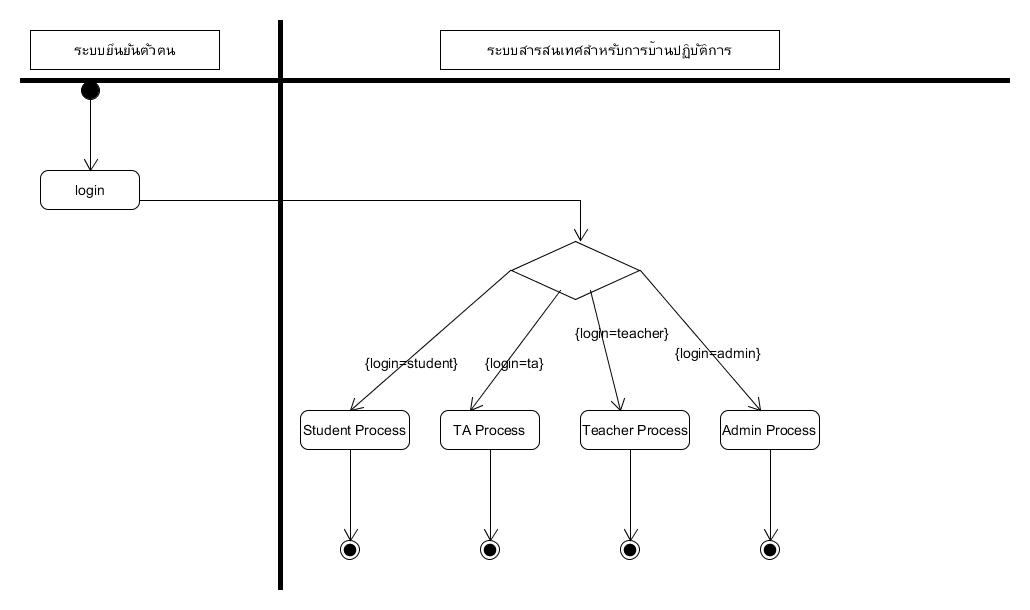 ระบบยืนยันตัวตน
ระบบสารสนเทศสำหรับการบ้านปฏิบัติการ
login
{login=teacher}
{login=admin}
{login=student}
{login=ta}
Student Process
TA Process
Teacher Process
Admin Process